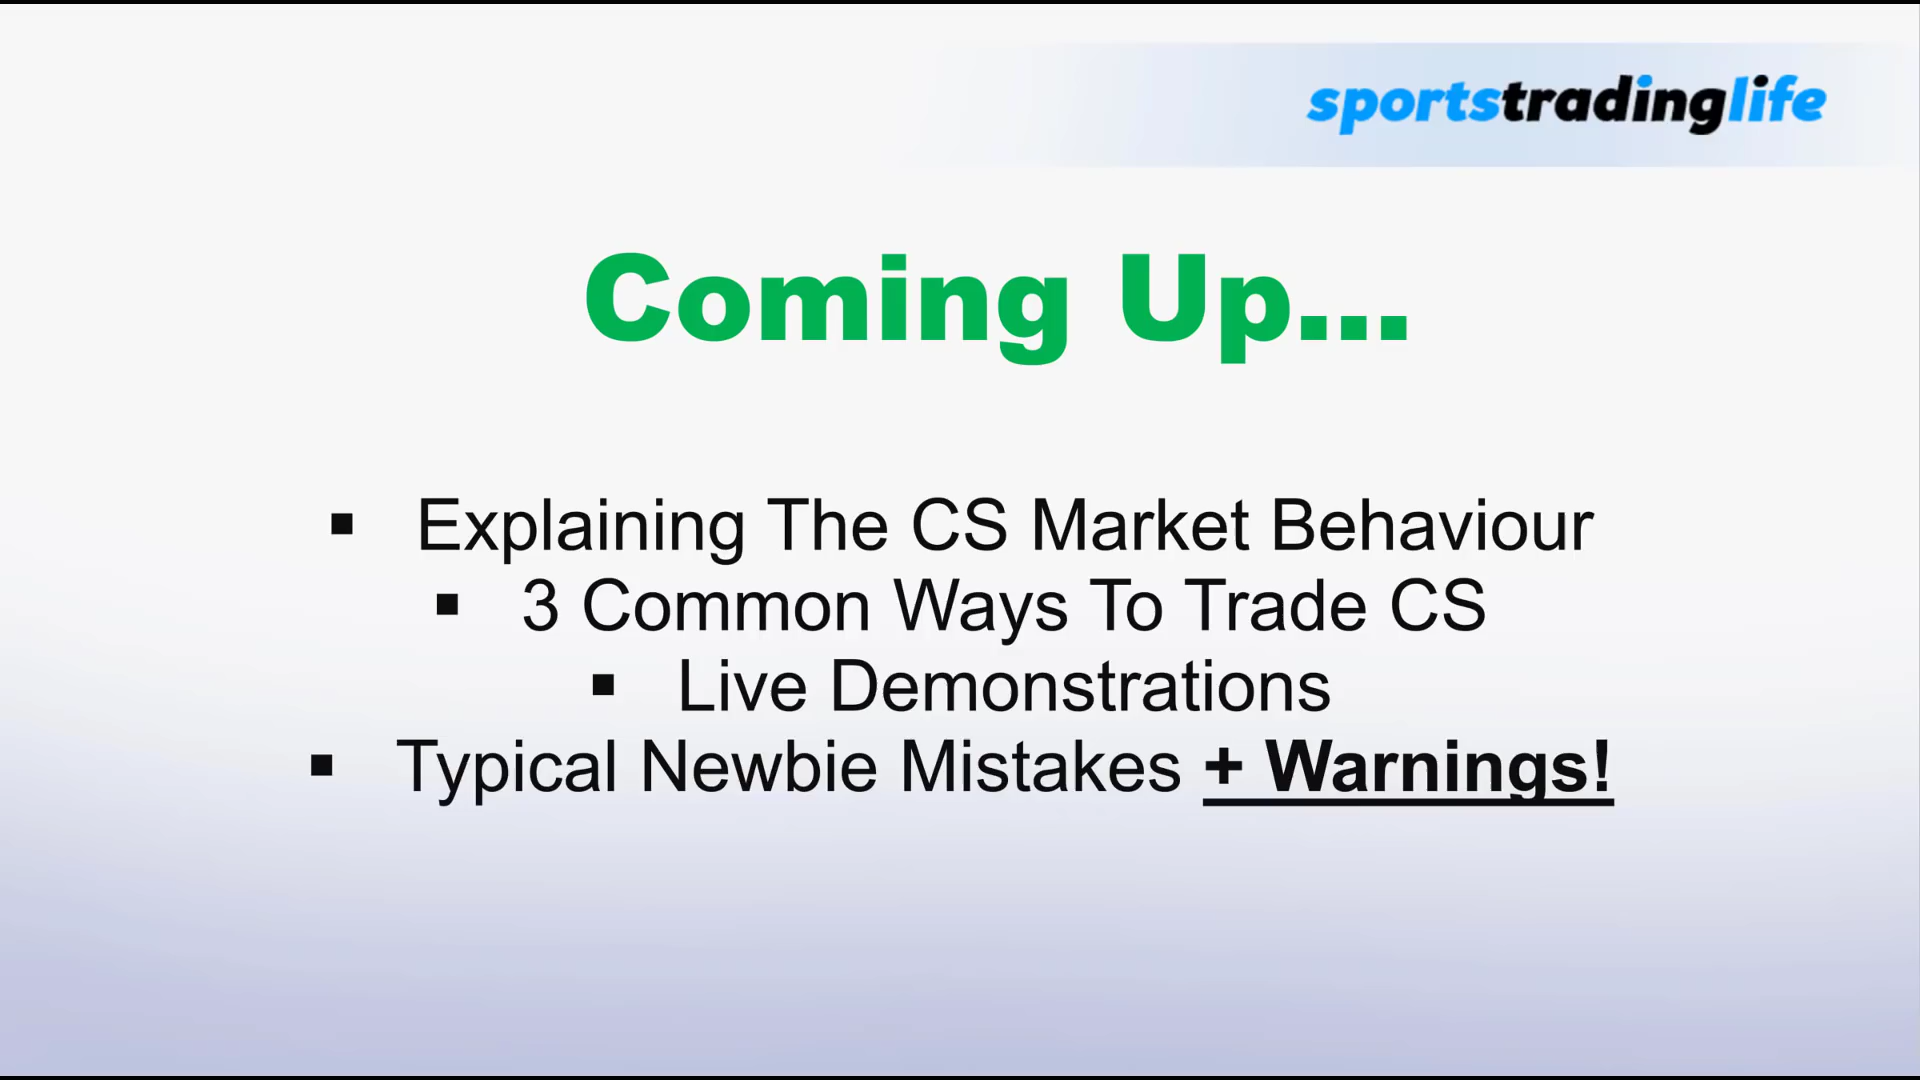 sportstradinglife
Coming Up...
▪ Explaining The CS Market Behaviour
▪ 3 Common Ways To Trade CS
▪ Live Demonstrations
▪ Typical Newbie Mistakes + Warnings!